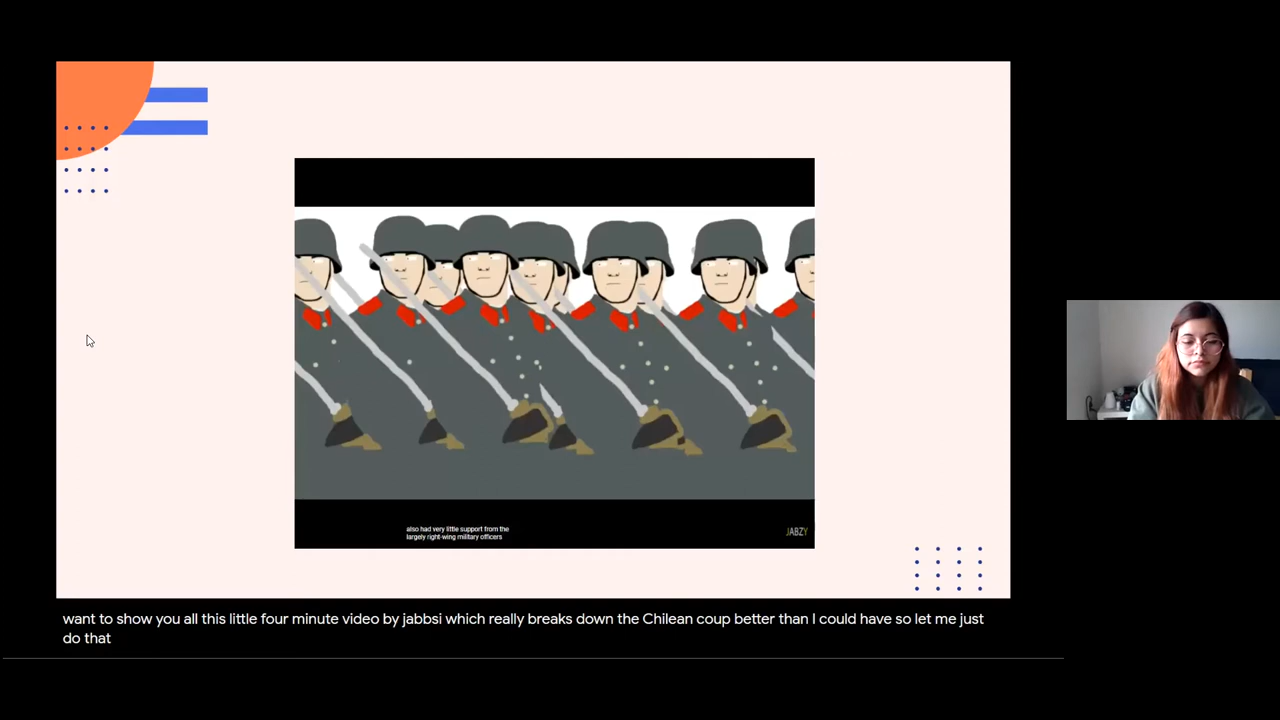 also had very little support from the
largely right-wing military officers
JABZY
want to show you all this little four minute video by jabbsi which really breaks down the Chilean coup better than I could have so let me just
do that